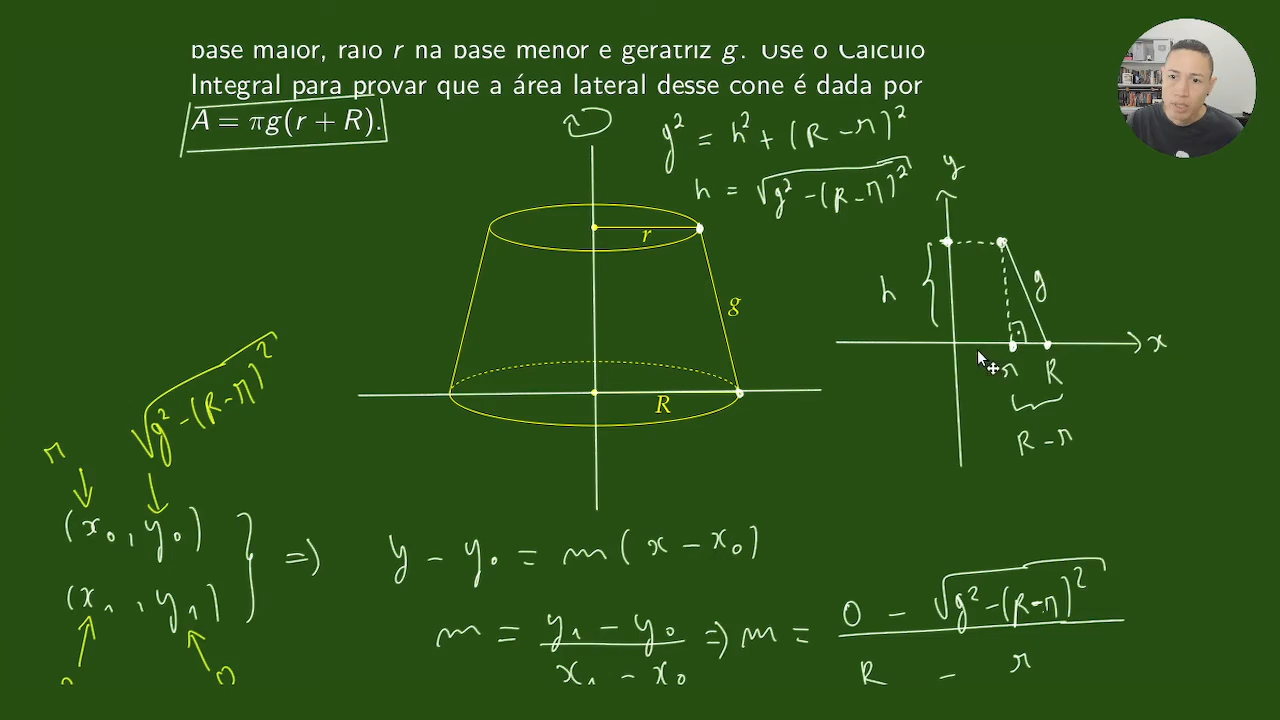 base maior, raio r na base menor e geratriz g. Use o Cálculo
Integral para provar que a área lateral desse cone é dada por
A = πg(r + R).
g² = h² + (R - r)²
h = √(g² - (R - r)²)
y
r
g
h
g
x
r R
R
R - r
√(g² - (R - r)²)
r
(x₀, y₀)
(x₁, y₁)
} ⇒ y - y₀ = m(x - x₀)
m = (y₁ - y₀)/(x₁ - x₀) ⇒ m = (0 - √(g² - (R - r)²))/(R - r)